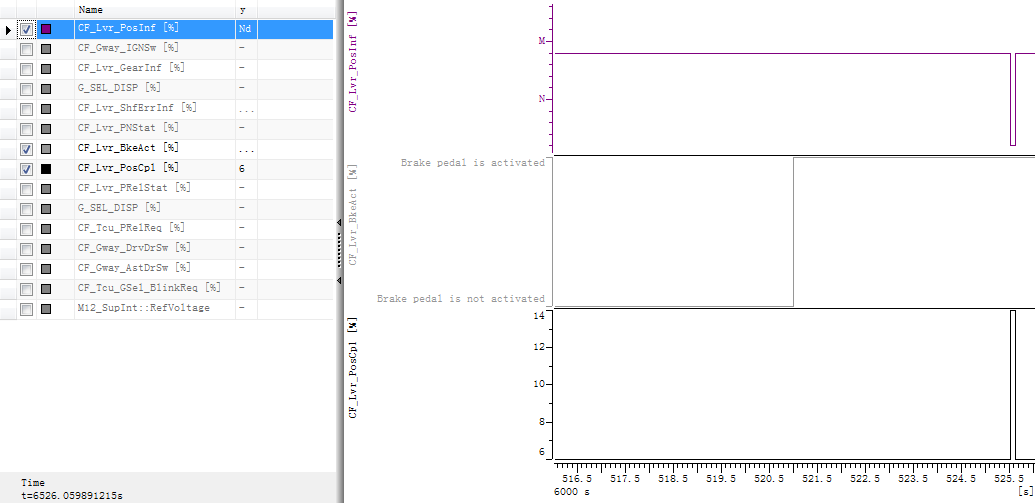 Name y
CF_Lvr_PosInf [%] Nd
CF_Gway_IGNSw [%] -
CF_Lvr_GearInf [%] -
G_SEL_DISP [%] -
CF_Lvr_ShfErrInf [%] ...
CF_Lvr_PNStat [%] -
CF_Lvr_BkeAct [%] ...
CF_Lvr_PosCpl [%] 6
CF_Lvr_PRelStat [%] -
G_SEL_DISP [%] -
CF_Tcu_PRelReq [%] -
CF_Gway_DrvDrSw [%] -
CF_Gway_AstDrSw [%] -
CF_Tcu_GSel_BlinkReq [%] -
M12_SupInt::RefVoltage -
Time
t=6526.059891215s
CF_Lvr_PosInf [%]
M
N
CF_Lvr_BkeAct [%]
Brake pedal is activated
Brake pedal is not activated
CF_Lvr_PosCpl [%]
14
12
10
8
6
516.5 517.5 518.5 519.5 520.5 521.5 522.5 523.5 524.5 525.5
6000 s [s]